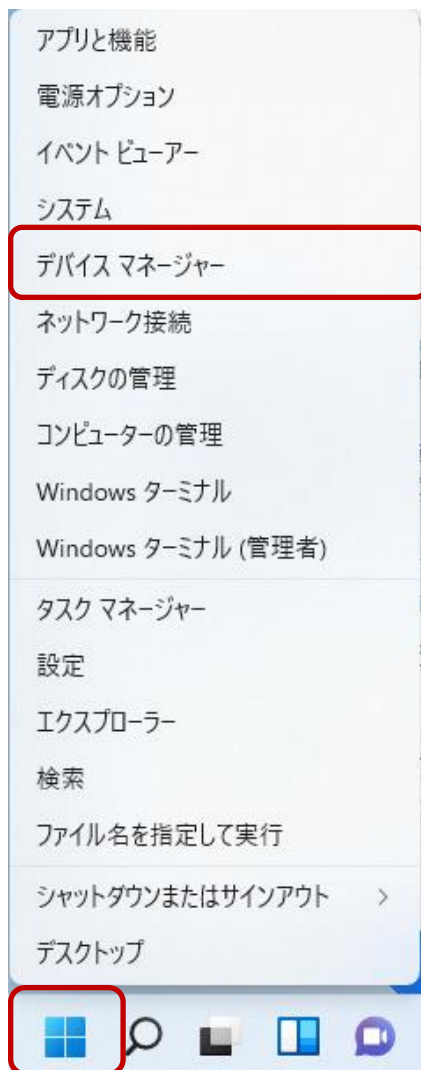 アプリと機能
電源オプション
イベント ビューアー
システム
デバイス マネージャー
ネットワーク接続
ディスクの管理
コンピューターの管理
Windows ターミナル
Windows ターミナル (管理者)
タスク マネージャー
設定
エクスプローラー
検索
ファイル名を指定して実行
シャットダウンまたはサインアウト
デスクトップ